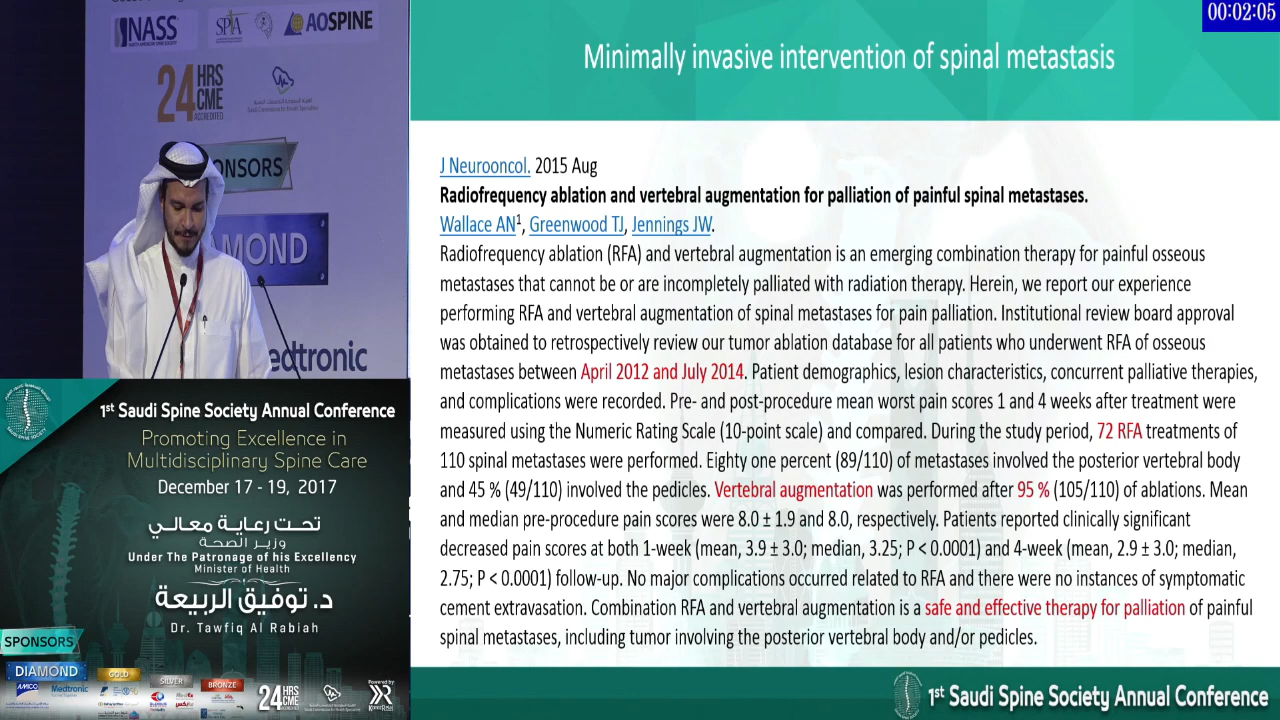 NASS
NORTH AMERICAN SPINE SOCIETY
AOSPINE
24 HRS
CME
ACCREDITED
ONSORS
MOND
edtronic
1st Saudi Spine Society Annual Conference
Promoting Excellence in
Multidisciplinary Spine Care
December 17 - 19, 2017
تحت رعاية معالي
وزير الصحة
Under The Patronage of his Excellency
Minister of Health
د. توفيق الربيعة
Dr. Tawfiq Al Rabiah
SPONSORS
DIAMOND
GOLD
SILVER
BRONZE
AMICO
Medtronic
24 HRS
CME
ACCREDITED
Powered by
00:02:05
Minimally invasive intervention of spinal metastasis
J Neurooncol. 2015 Aug
Radiofrequency ablation and vertebral augmentation for palliation of painful spinal metastases.
Wallace AN1, Greenwood TJ, Jennings JW.
Radiofrequency ablation (RFA) and vertebral augmentation is an emerging combination therapy for painful osseous
metastases that cannot be or are incompletely palliated with radiation therapy. Herein, we report our experience
performing RFA and vertebral augmentation of spinal metastases for pain palliation. Institutional review board approval
was obtained to retrospectively review our tumor ablation database for all patients who underwent RFA of osseous
metastases between April 2012 and July 2014. Patient demographics, lesion characteristics, concurrent palliative therapies,
and complications were recorded. Pre- and post-procedure mean worst pain scores 1 and 4 weeks after treatment were
measured using the Numeric Rating Scale (10-point scale) and compared. During the study period, 72 RFA treatments of
110 spinal metastases were performed. Eighty one percent (89/110) of metastases involved the posterior vertebral body
and 45 % (49/110) involved the pedicles. Vertebral augmentation was performed after 95 % (105/110) of ablations. Mean
and median pre-procedure pain scores were 8.0 ± 1.9 and 8.0, respectively. Patients reported clinically significant
decreased pain scores at both 1-week (mean, 3.9 ± 3.0; median, 3.25; P < 0.0001) and 4-week (mean, 2.9 ± 3.0; median,
2.75; P < 0.0001) follow-up. No major complications occurred related to RFA and there were no instances of symptomatic
cement extravasation. Combination RFA and vertebral augmentation is a safe and effective therapy for palliation of painful
spinal metastases, including tumor involving the posterior vertebral body and/or pedicles.
1st Saudi Spine Society Annual Conference